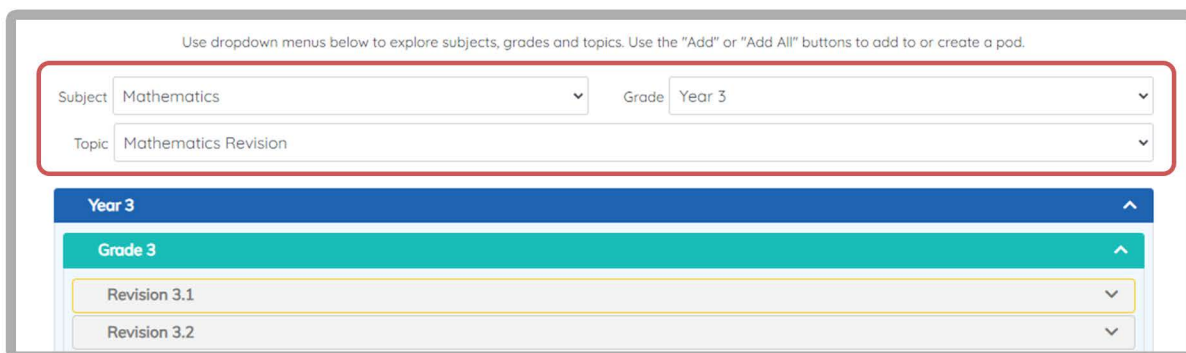 Use dropdown menus below to explore subjects, grades and topics. Use the "Add" or "Add All" buttons to add to or create a pod.
Subject Mathematics Grade Year 3
Topic Mathematics Revision
Year 3
Grade 3
Revision 3.1
Revision 3.2